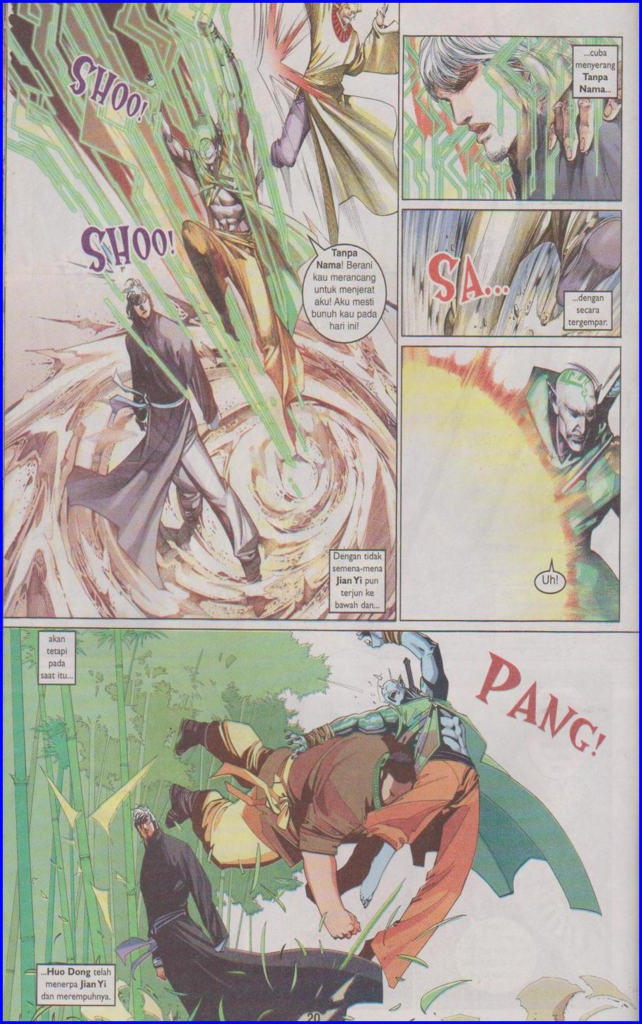 SHOO!
SHOO!
Tanpa
Nama! Berani
kau merancang
untuk menjerat
aku! Aku mesti
bunuh kau pada
hari ini!
Dengan tidak
semena-mena
Jian Yi pun
terjun ke
bawah dan...
...cuba
menyerang
Tanpa
Nama...
SA...
...dengan
secara
tergempar.
Uh!
akan
tetapi
pada
saat itu...
PANG!
...Huo Dong telah
menerpa Jian Yi
dan merempuhnya.
20